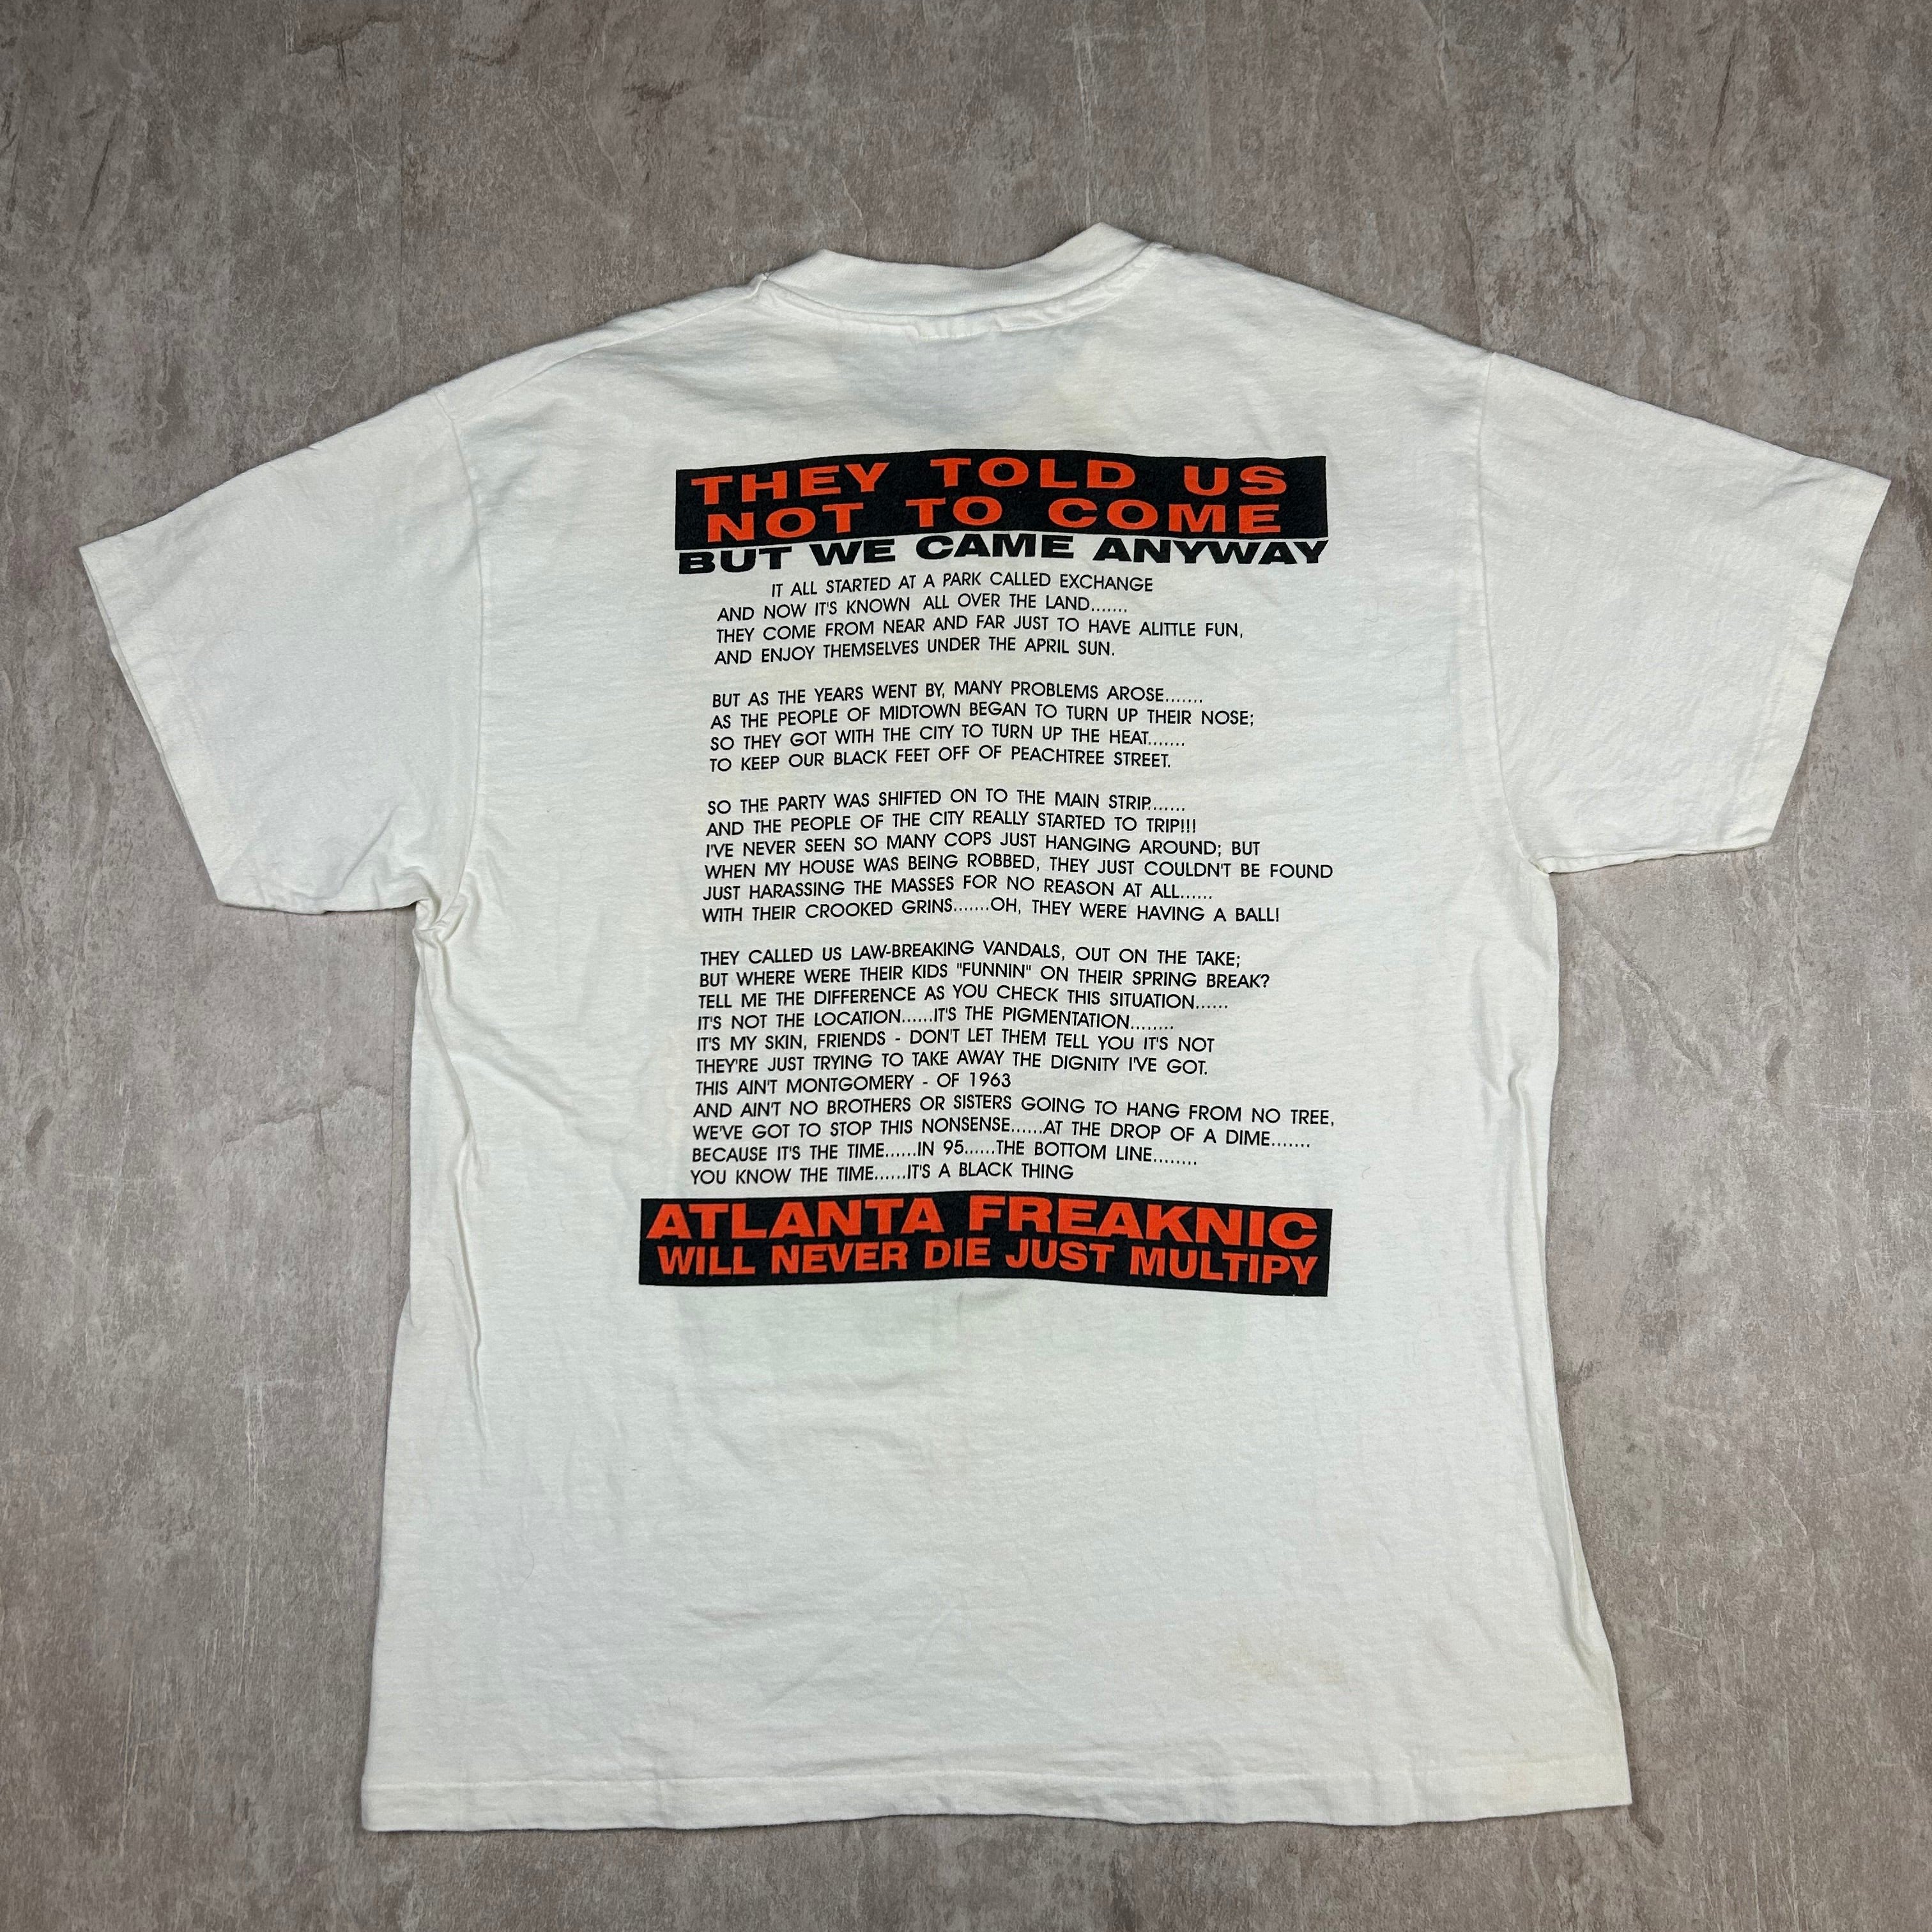 THEY TOLD US
NOT TO COME
BUT WE CAME ANYWAY
IT ALL STARTED AT A PARK CALLED EXCHANGE
AND NOW IT'S KNOWN ALL OVER THE LAND.......
THEY COME FROM NEAR AND FAR JUST TO HAVE ALITTLE FUN,
AND ENJOY THEMSELVES UNDER THE APRIL SUN.
BUT AS THE YEARS WENT BY, MANY PROBLEMS AROSE.......
AS THE PEOPLE OF MIDTOWN BEGAN TO TURN UP THEIR NOSE;
SO THEY GOT WITH THE CITY TO TURN UP THE HEAT.......
TO KEEP OUR BLACK FEET OFF OF PEACHTREE STREET.
SO THE PARTY WAS SHIFTED ON TO THE MAIN STRIP.......
AND THE PEOPLE OF THE CITY REALLY STARTED TO TRIP!!!
I'VE NEVER SEEN SO MANY COPS JUST HANGING AROUND; BUT
WHEN MY HOUSE WAS BEING ROBBED, THEY JUST COULDN'T BE FOUND
JUST HARASSING THE MASSES FOR NO REASON AT ALL......
WITH THEIR CROOKED GRINS.......OH, THEY WERE HAVING A BALL!
THEY CALLED US LAW-BREAKING VANDALS, OUT ON THE TAKE;
BUT WHERE WERE THEIR KIDS "FUNNIN" ON THEIR SPRING BREAK?
TELL ME THE DIFFERENCE AS YOU CHECK THIS SITUATION......
IT'S NOT THE LOCATION......IT'S THE PIGMENTATION........
IT'S MY SKIN, FRIENDS - DON'T LET THEM TELL YOU IT'S NOT
THEY'RE JUST TRYING TO TAKE AWAY THE DIGNITY I'VE GOT.
THIS AIN'T MONTGOMERY - OF 1963
AND AIN'T NO BROTHERS OR SISTERS GOING TO HANG FROM NO TREE,
WE'VE GOT TO STOP THIS NONSENSE......AT THE DROP OF A DIME.......
BECAUSE IT'S THE TIME......IN 95......THE BOTTOM LINE........
YOU KNOW THE TIME......IT'S A BLACK THING
ATLANTA FREAKNIC
WILL NEVER DIE JUST MULTIPY